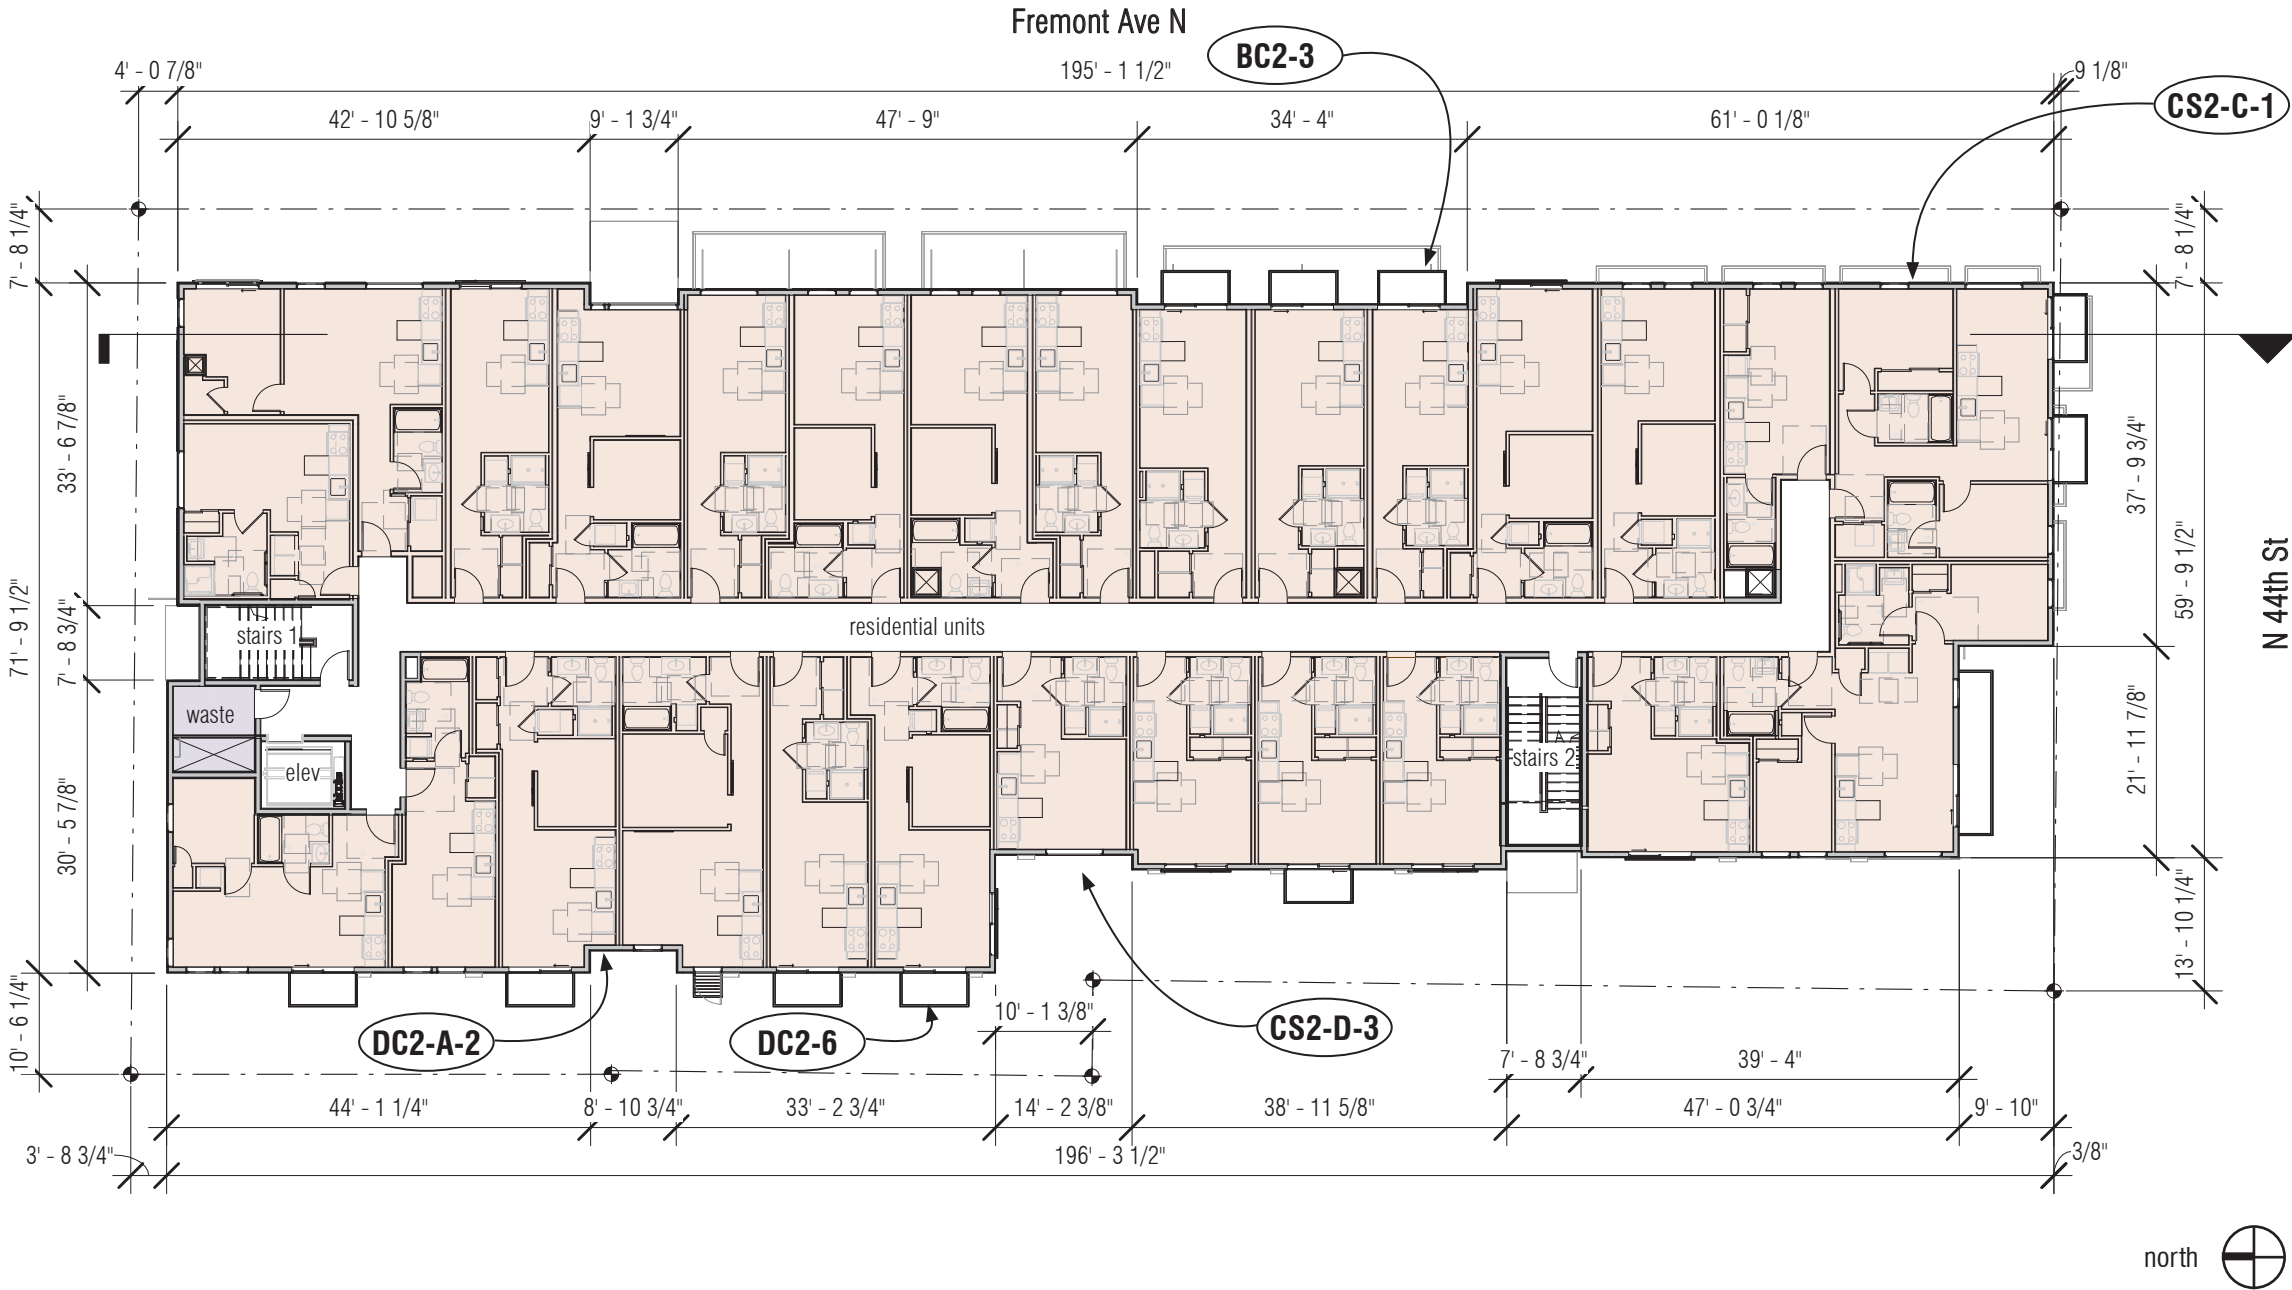 Fremont Ave N
BC2-3
4' - 0 7/8"
195' - 1 1/2"
9 1/8"
CS2-C-1
42' - 10 5/8"
9' - 1 3/4"
47' - 9"
34' - 4"
61' - 0 1/8"
7' - 8 1/4"
7' - 8 1/4"
33' - 6 7/8"
37' - 9 3/4"
71' - 9 1/2"
59' - 9 1/2"
N 44th St
7' - 8 3/4"
stairs 1
residential units
waste
elev
stairs 2
A
30' - 5 7/8"
21' - 11 7/8"
13' - 10 1/4"
10' - 6 1/4"
DC2-A-2
DC2-6
10' - 1 3/8"
CS2-D-3
7' - 8 3/4"
39' - 4"
44' - 1 1/4"
8' - 10 3/4"
33' - 2 3/4"
14' - 2 3/8"
38' - 11 5/8"
47' - 0 3/4"
9' - 10"
3' - 8 3/4"
196' - 3 1/2"
3/8"
north